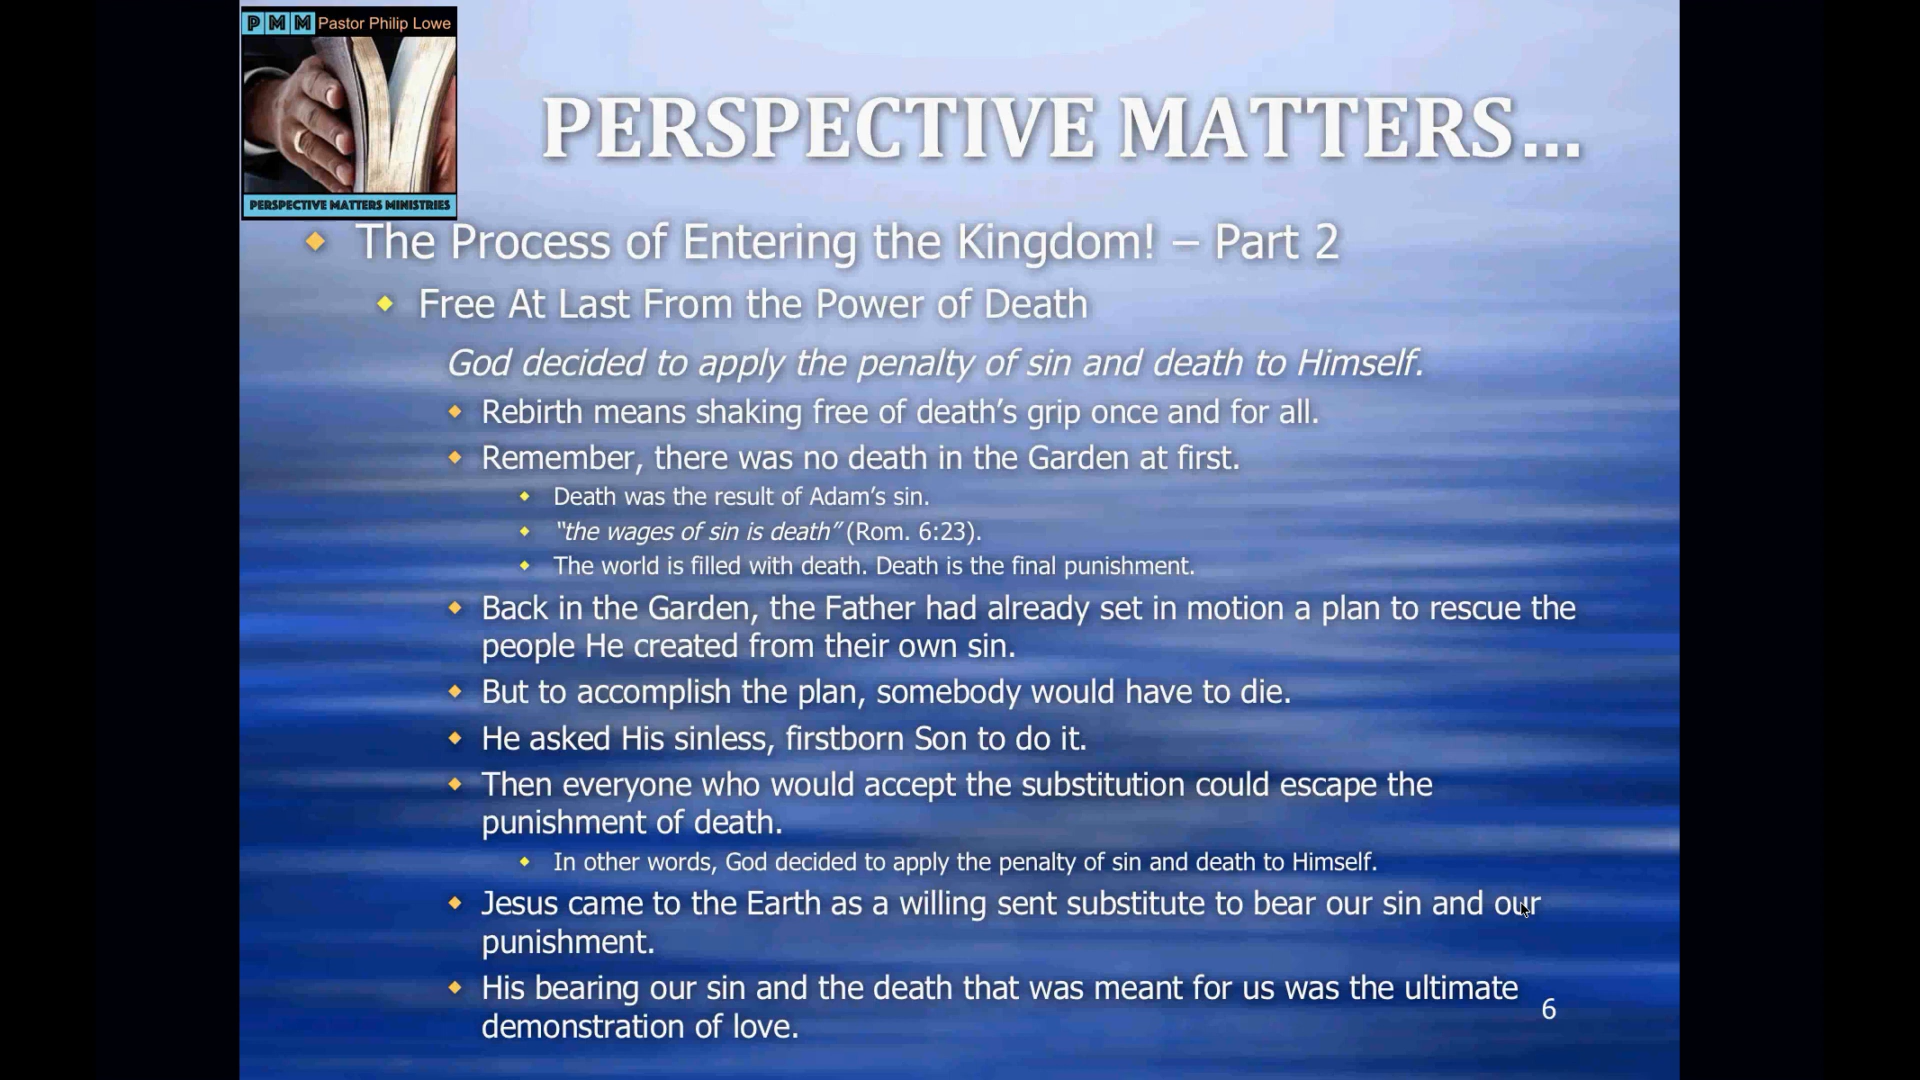 PMM Pastor Philip Lowe
PERSPECTIVE MATTERS MINISTRIES
PERSPECTIVE MATTERS...
The Process of Entering the Kingdom! – Part 2
Free At Last From the Power of Death
God decided to apply the penalty of sin and death to Himself.
Rebirth means shaking free of death’s grip once and for all.
Remember, there was no death in the Garden at first.
Death was the result of Adam’s sin.
“the wages of sin is death” (Rom. 6:23).
The world is filled with death. Death is the final punishment.
Back in the Garden, the Father had already set in motion a plan to rescue the
people He created from their own sin.
But to accomplish the plan, somebody would have to die.
He asked His sinless, firstborn Son to do it.
Then everyone who would accept the substitution could escape the
punishment of death.
In other words, God decided to apply the penalty of sin and death to Himself.
Jesus came to the Earth as a willing sent substitute to bear our sin and our
punishment.
His bearing our sin and the death that was meant for us was the ultimate
demonstration of love.
6